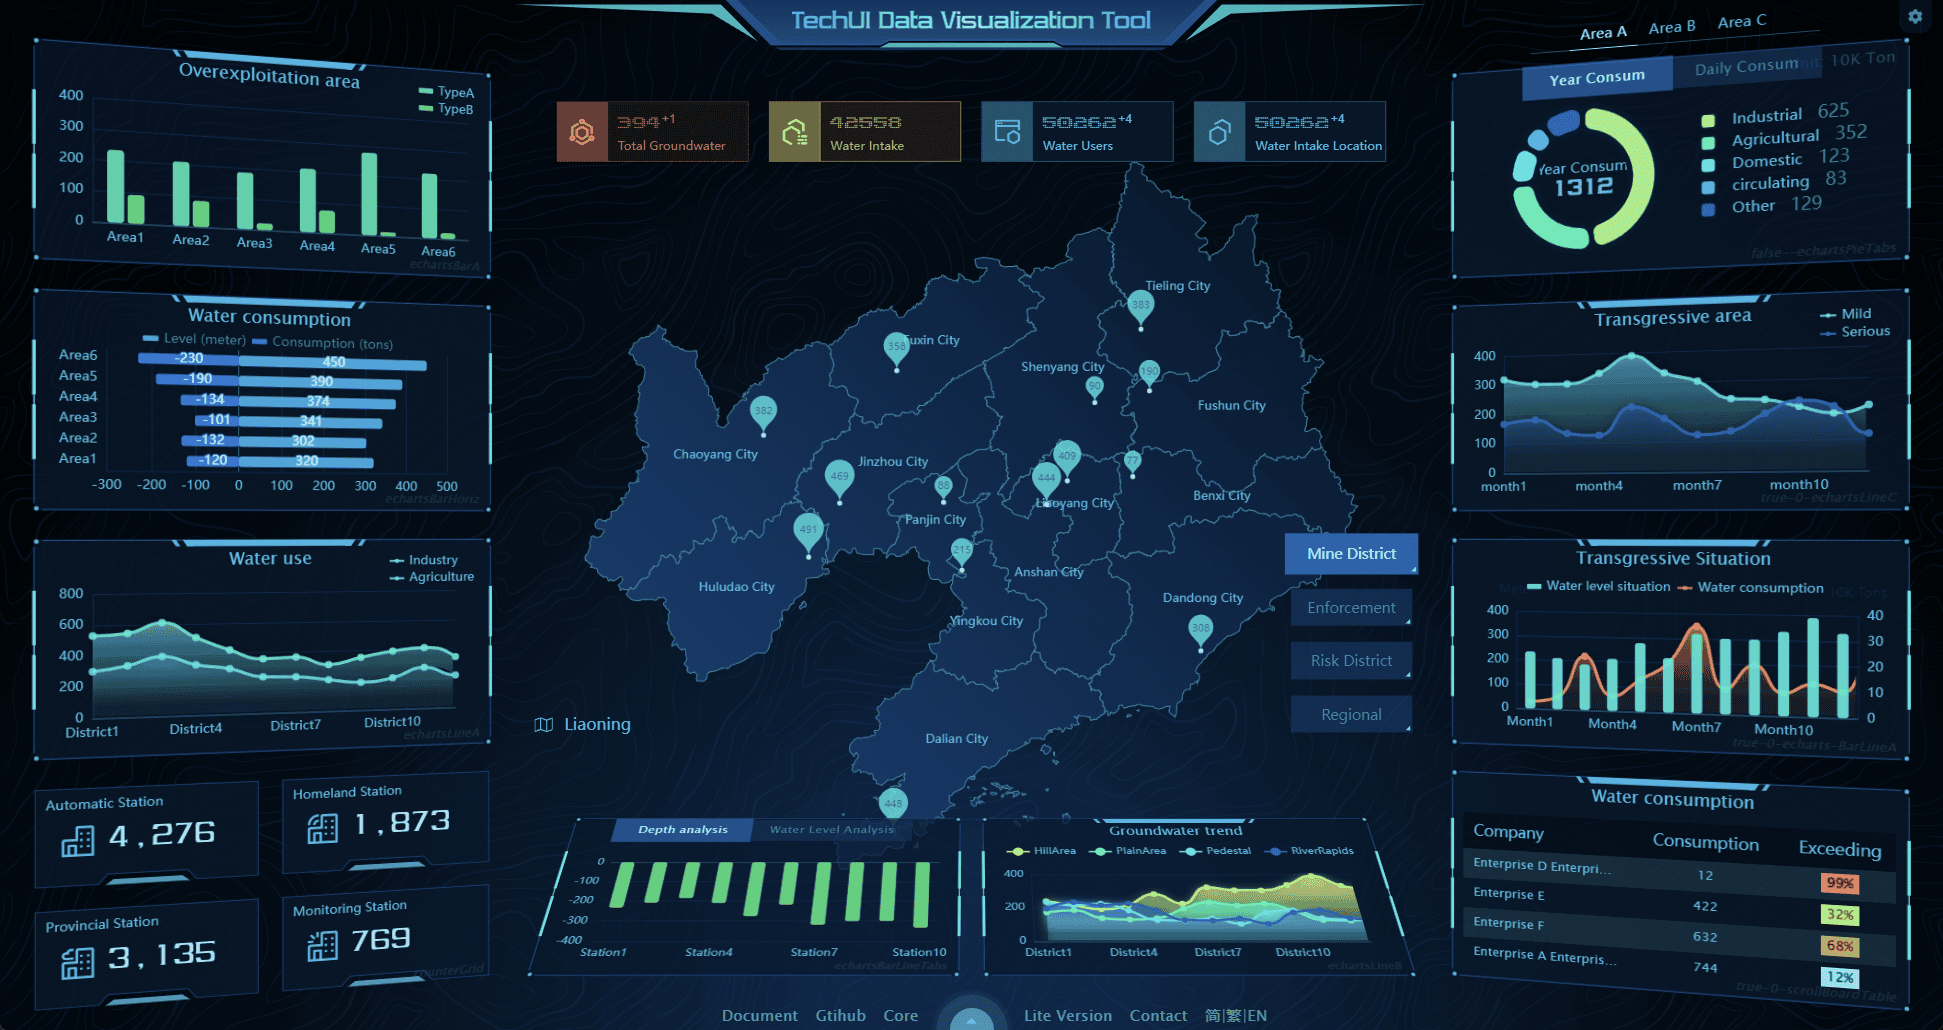 TechUI Data Visualization Tool
Overexploitation area
TypeA
TypeB
400
300
200
100
0
Area1
Area2
Area3
Area4
Area5
Area6
echartsBarA
Water consumption
Level (meter)
Consumption (tons)
Area6
-230
450
Area5
-190
390
Area4
-134
374
Area3
-101
341
Area2
-132
302
Area1
-120
320
-300
-200
-100
0
100
200
300
400
500
echartsBarHoriz
Water use
Industry
Agriculture
800
600
400
200
0
District1
District4
District7
District10
echartsLineA
Automatic Station
4,276
Homeland Station
1,873
Provincial Station
3,135
Monitoring Station
769
counterGrid
394+1
Total Groundwater
42558
Water Intake
50262+4
Water Users
50262+4
Water Intake Location
Tieling City
383
Fuxin City
358
Shenyang City
90
190
Fushun City
382
Chaoyang City
Jinzhou City
469
88
409
444
77
Liaoyang City
Benxi City
Panjin City
491
215
Anshan City
Huludao City
Dandong City
308
Yingkou City
Dalian City
448
Liaoning
Mine District
Enforcement
Risk District
Regional
Depth analysis
Water Level Analysis
0
-100
-200
-300
-400
Station1
Station4
Station7
Station10
echartsBarLineTabs
Groundwater trend
HillArea
PlainArea
Pedestal
RiverRapids
400
200
0
District1
District4
District7
District10
echartsLineB
Area A
Area B
Area C
Year Consum
Daily Consum
10K Ton
Year Consum
1312
Industrial 625
Agricultural 352
Domestic 123
circulating 83
Other 129
false--echartsPieTabs
Transgressive area
Mild
Serious
400
300
200
100
0
month1
month4
month7
month10
true-0-echartsLineC
Transgressive Situation
Water level situation
Water consumption
10K Tons
400
300
200
100
0
40
30
20
10
0
Month1
Month4
Month7
Month10
true-0-echarts-BarLineA
Water consumption
Company
Consumption
Exceeding
Enterprise D Enterpri...
12
99%
Enterprise E
422
32%
Enterprise F
632
68%
Enterprise A Enterpris...
744
12%
true-0-scrollBoardTable
Document
Gtihub
Core
Lite Version
Contact
简|繁|EN